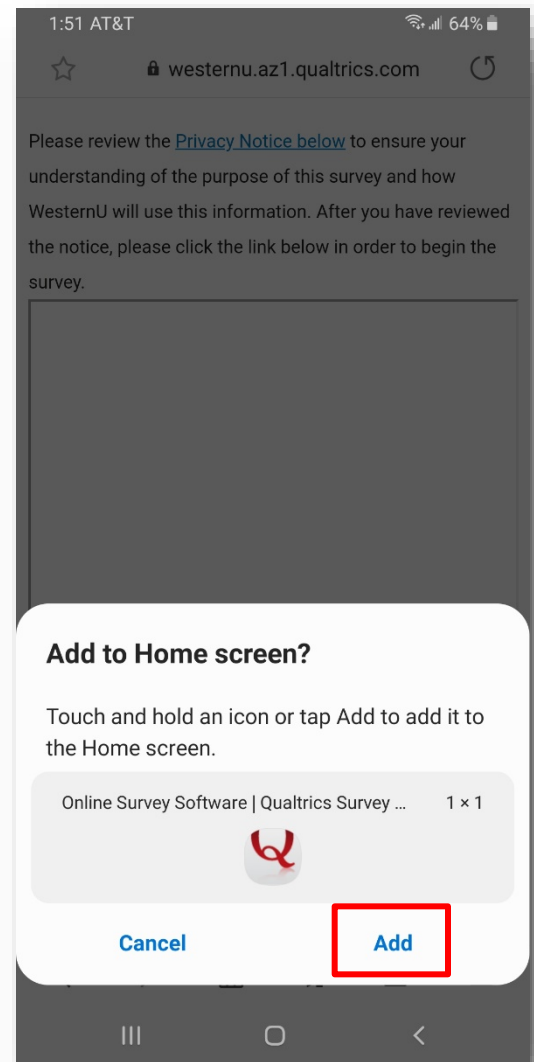 1:51 AT&T 64%
westernu.az1.qualtrics.com
Please review the Privacy Notice below to ensure your
understanding of the purpose of this survey and how
WesternU will use this information. After you have reviewed
the notice, please click the link below in order to begin the
survey.
Add to Home screen?
Touch and hold an icon or tap Add to add it to
the Home screen.
Online Survey Software | Qualtrics Survey ... 1 × 1
Q
Cancel Add